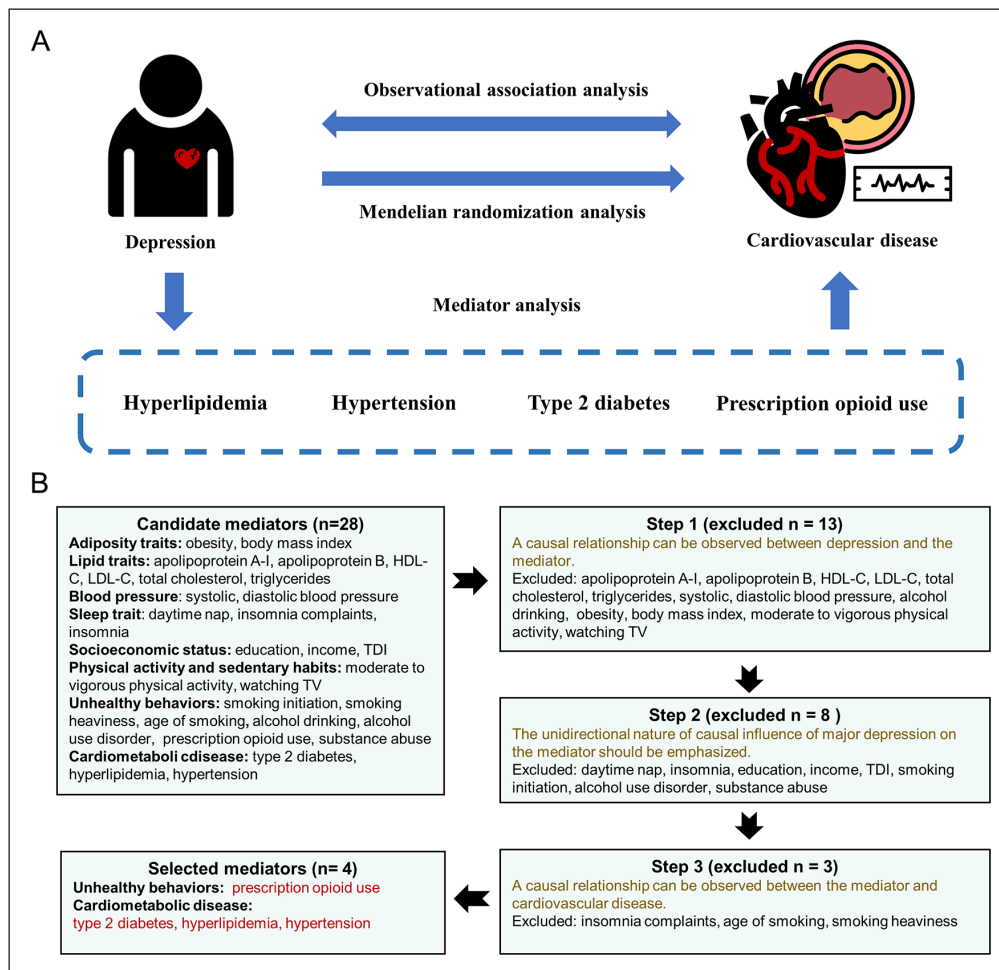 A
Observational association analysis
Mendelian randomization analysis
Depression
Cardiovascular disease
Mediator analysis
Hyperlipidemia
Hypertension
Type 2 diabetes
Prescription opioid use
B
Candidate mediators (n=28)
Adiposity traits: obesity, body mass index
Lipid traits: apolipoprotein A-I, apolipoprotein B, HDL-
C, LDL-C, total cholesterol, triglycerides
Blood pressure: systolic, diastolic blood pressure
Sleep trait: daytime nap, insomnia complaints,
insomnia
Socioeconomic status: education, income, TDI
Physical activity and sedentary habits: moderate to
vigorous physical activity, watching TV
Unhealthy behaviors: smoking initiation, smoking
heaviness, age of smoking, alcohol drinking, alcohol
use disorder, prescription opioid use, substance abuse
Cardiometaboli cdisease: type 2 diabetes,
hyperlipidemia, hypertension
Step 1 (excluded n = 13)
A causal relationship can be observed between depression and the
mediator.
Excluded: apolipoprotein A-I, apolipoprotein B, HDL-C, LDL-C, total
cholesterol, triglycerides, systolic, diastolic blood pressure, alcohol
drinking, obesity, body mass index, moderate to vigorous physical
activity, watching TV
Step 2 (excluded n = 8 )
The unidirectional nature of causal influence of major depression on
the mediator should be emphasized.
Excluded: daytime nap, insomnia, education, income, TDI, smoking
initiation, alcohol use disorder, substance abuse
Step 3 (excluded n = 3)
A causal relationship can be observed between the mediator and
cardiovascular disease.
Excluded: insomnia complaints, age of smoking, smoking heaviness
Selected mediators (n= 4)
Unhealthy behaviors: prescription opioid use
Cardiometabolic disease:
type 2 diabetes, hyperlipidemia, hypertension